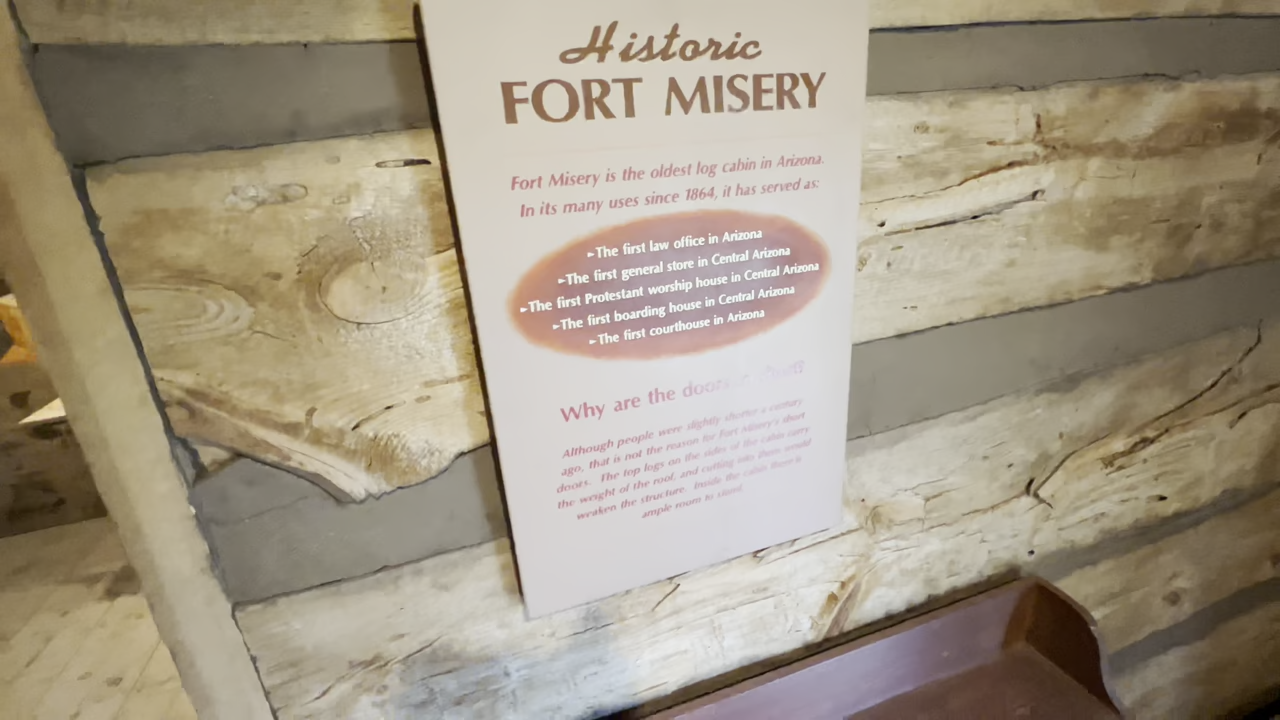 Historic
FORT MISERY
Fort Misery is the oldest log cabin in Arizona.
In its many uses since 1864, it has served as:
►The first law office in Arizona
►The first general store in Central Arizona
►The first Protestant worship house in Central Arizona
►The first boarding house in Central Arizona
►The first courthouse in Arizona
Why are the doors
Although people were slightly shorter a century
ago, that is not the reason for Fort Misery's short
doors. The top logs on the sides of the cabin carry
the weight of the roof, and cutting into them would
weaken the structure. Inside the cabin there is
ample room to stand.